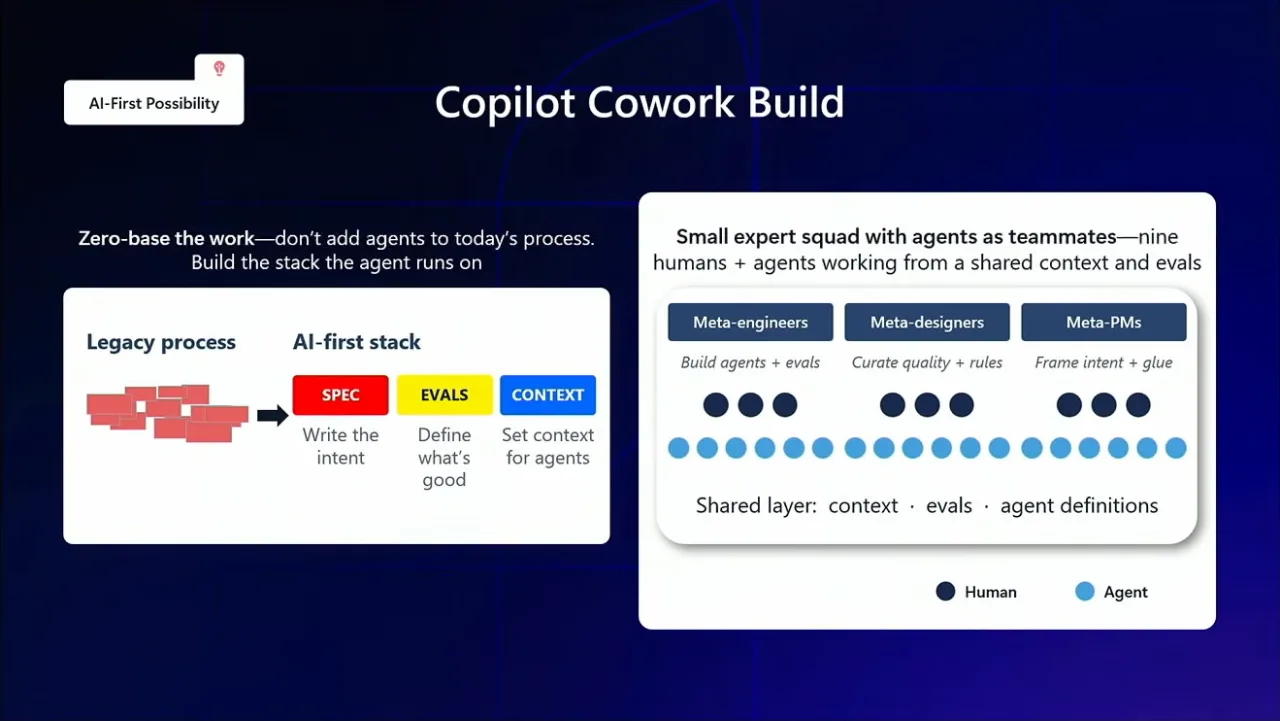 AI-First Possibility
Copilot Cowork Build
Zero-base the work—don't add agents to today's process.
Build the stack the agent runs on
Legacy process
AI-first stack
SPEC
EVALS
CONTEXT
Write the
intent
Define
what's
good
Set context
for agents
Small expert squad with agents as teammates—nine
humans + agents working from a shared context and evals
Meta-engineers
Meta-designers
Meta-PMs
Build agents + evals
Curate quality + rules
Frame intent + glue
Shared layer: context · evals · agent definitions
Human
Agent